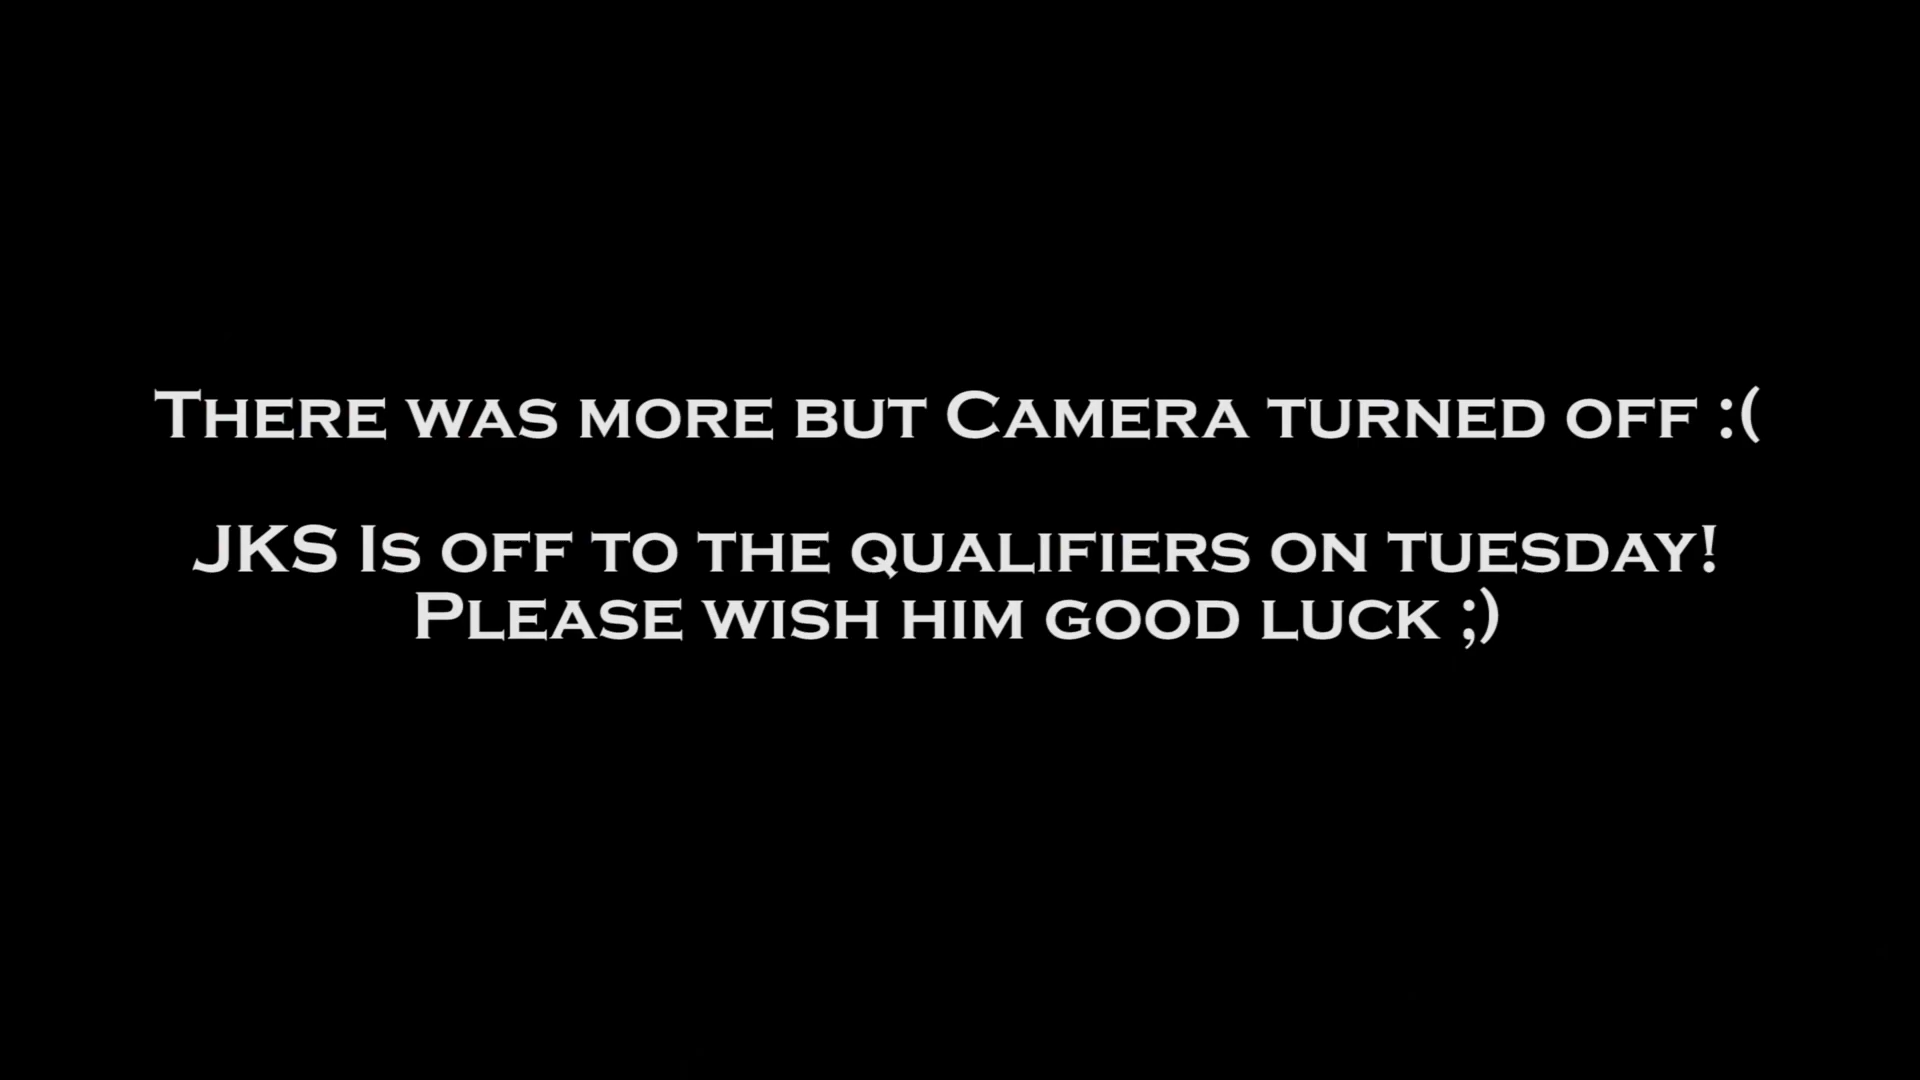 There was more but Camera turned off :(
JKS Is off to the qualifiers on tuesday!
Please wish him good luck ;)